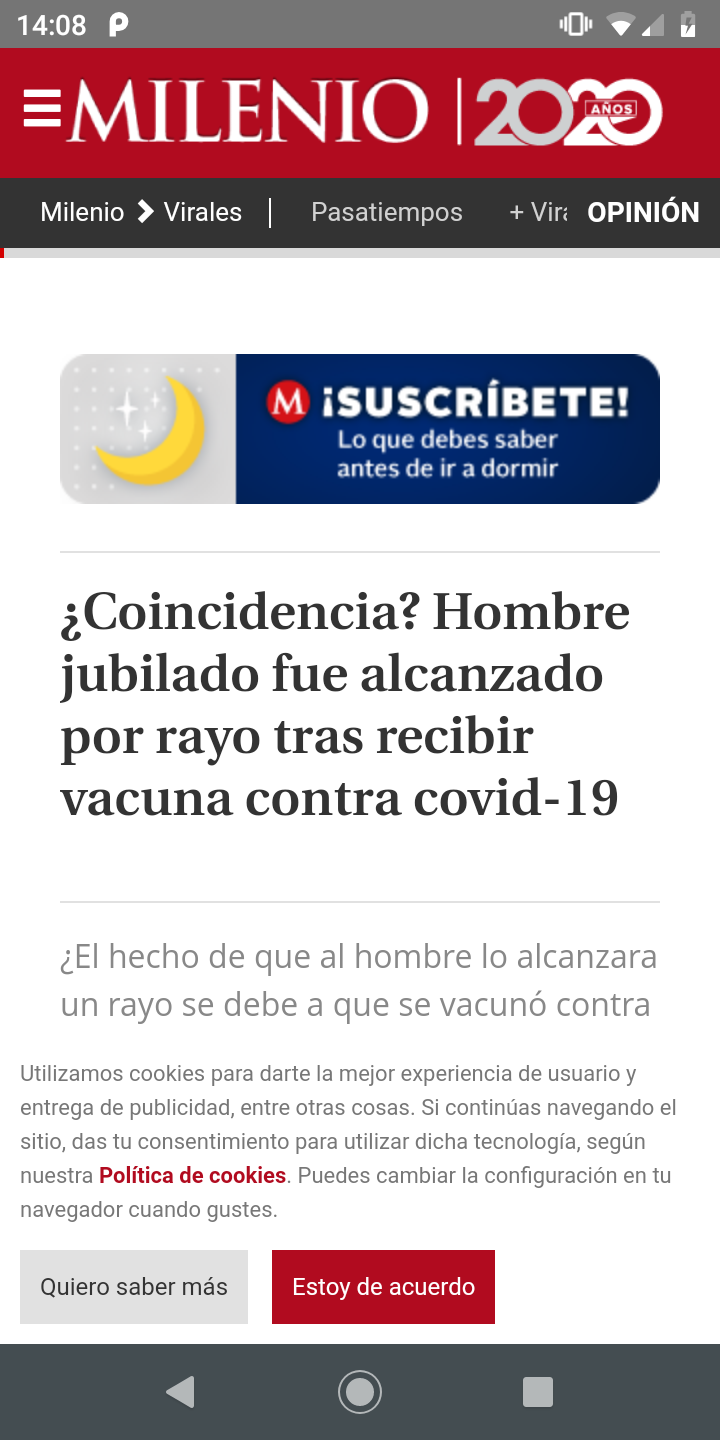 14:08
MILENIO | 2020 AÑOS
Milenio > Virales | Pasatiempos + Vira OPINIÓN
M ¡SUSCRÍBETE!
Lo que debes saber
antes de ir a dormir
¿Coincidencia? Hombre
jubilado fue alcanzado
por rayo tras recibir
vacuna contra covid-19
¿El hecho de que al hombre lo alcanzara
un rayo se debe a que se vacunó contra
Utilizamos cookies para darte la mejor experiencia de usuario y
entrega de publicidad, entre otras cosas. Si continúas navegando el
sitio, das tu consentimiento para utilizar dicha tecnología, según
nuestra Política de cookies. Puedes cambiar la configuración en tu
navegador cuando gustes.
Quiero saber más Estoy de acuerdo